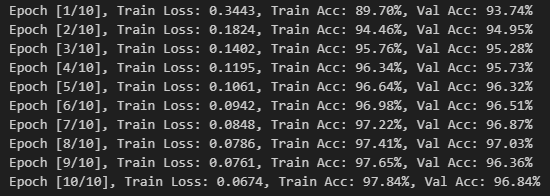 Epoch [1/10], Train Loss: 0.3443, Train Acc: 89.70%, Val Acc: 93.74%
Epoch [2/10], Train Loss: 0.1824, Train Acc: 94.46%, Val Acc: 94.95%
Epoch [3/10], Train Loss: 0.1402, Train Acc: 95.76%, Val Acc: 95.28%
Epoch [4/10], Train Loss: 0.1195, Train Acc: 96.34%, Val Acc: 95.73%
Epoch [5/10], Train Loss: 0.1061, Train Acc: 96.64%, Val Acc: 96.32%
Epoch [6/10], Train Loss: 0.0942, Train Acc: 96.98%, Val Acc: 96.51%
Epoch [7/10], Train Loss: 0.0848, Train Acc: 97.22%, Val Acc: 96.87%
Epoch [8/10], Train Loss: 0.0786, Train Acc: 97.41%, Val Acc: 97.03%
Epoch [9/10], Train Loss: 0.0761, Train Acc: 97.65%, Val Acc: 96.36%
Epoch [10/10], Train Loss: 0.0674, Train Acc: 97.84%, Val Acc: 96.84%